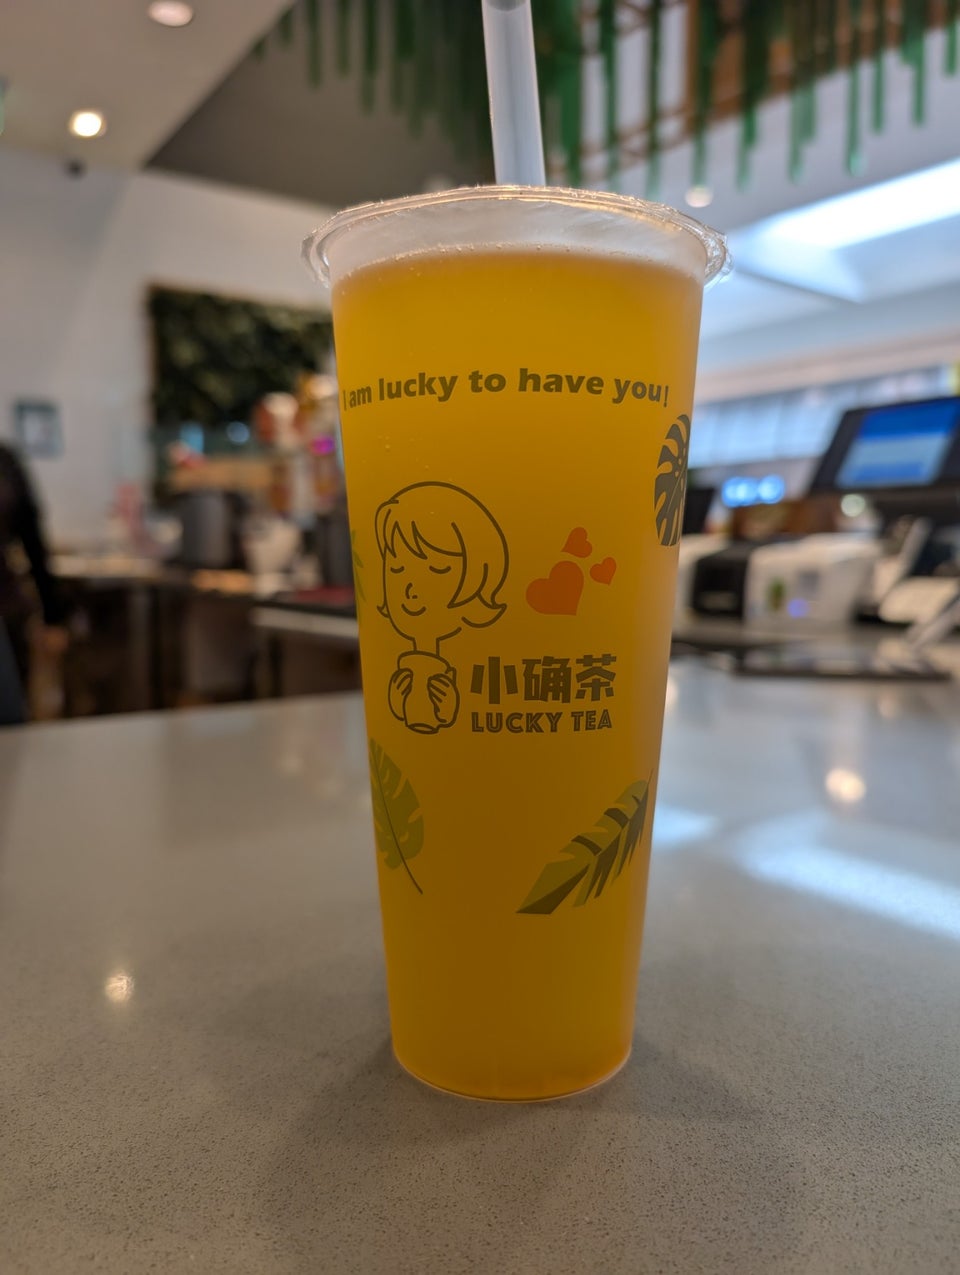 I am lucky to have you!
小确茶
LUCKY TEA